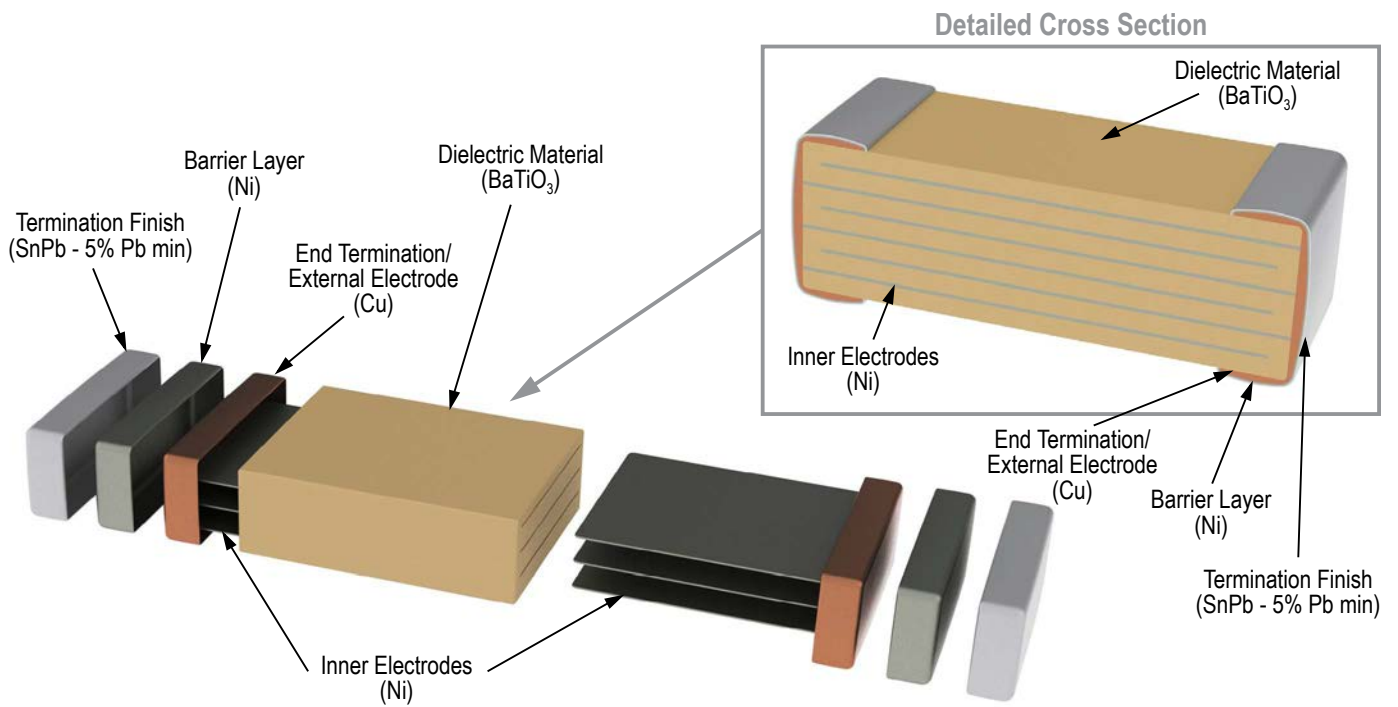 Detailed Cross Section
Dielectric Material
(BaTiO₃)
Inner Electrodes
(Ni)
End Termination/
External Electrode
(Cu)
Barrier Layer
(Ni)
Termination Finish
(SnPb - 5% Pb min)
Termination Finish
(SnPb - 5% Pb min)
Barrier Layer
(Ni)
End Termination/
External Electrode
(Cu)
Dielectric Material
(BaTiO₃)
Inner Electrodes
(Ni)